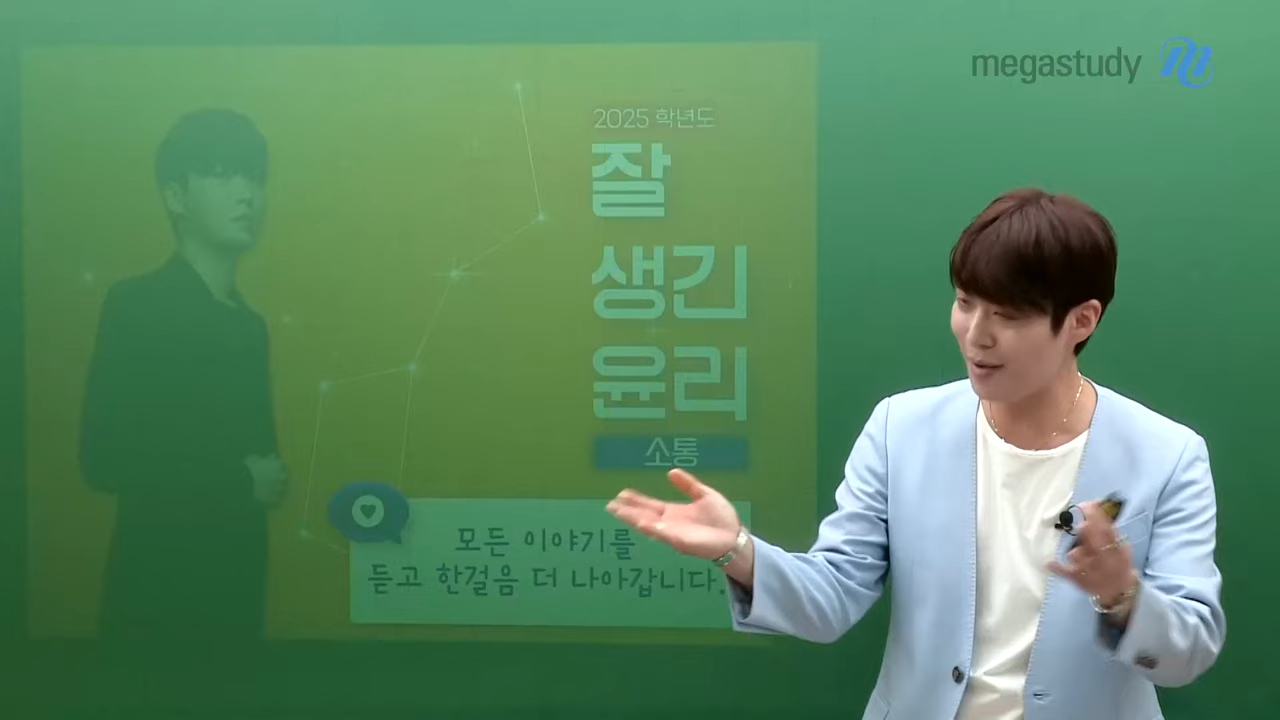 megastudy
2025 학년도
잘
생긴
윤리
소통
모든 이야기를
듣고 한걸음 더 나아갑니다.